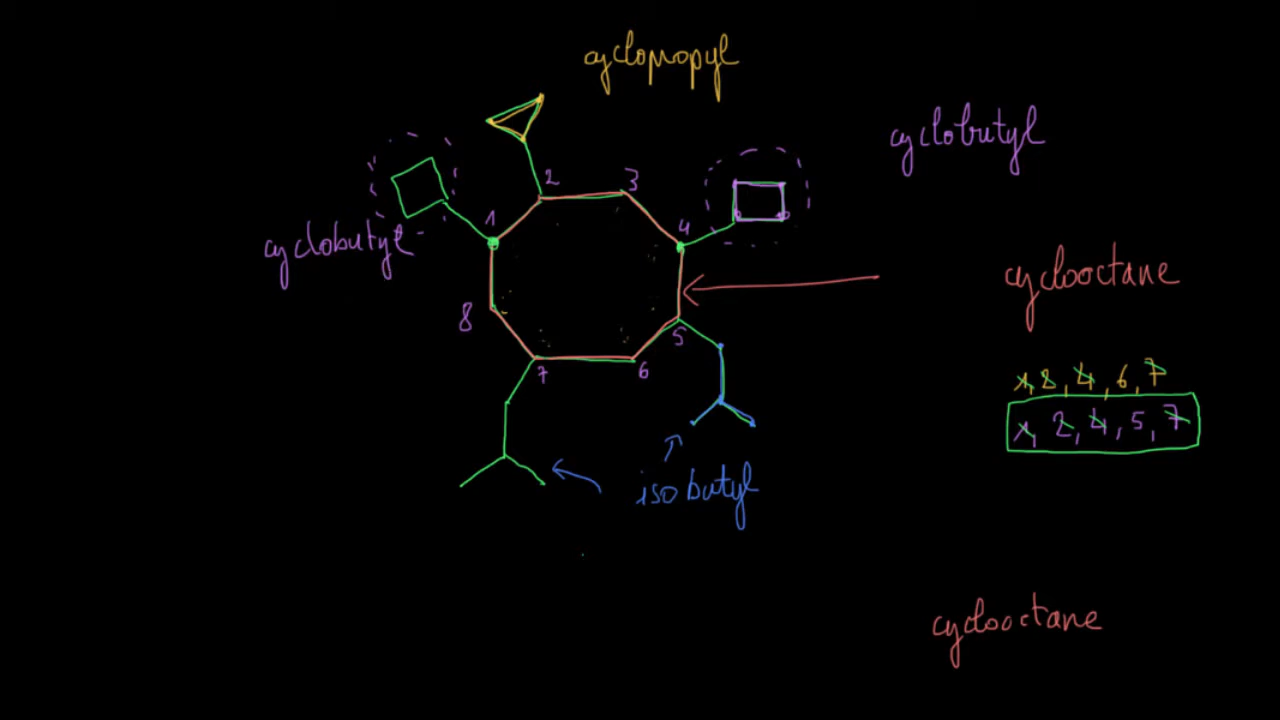 cyclopropyl
cyclobutyl
2
3
1
4
cyclobutyl
cyclooctane
8
5
7
6
1, 2, 4, 6, 7
1, 2, 4, 5, 7
isobutyl
cyclooctane